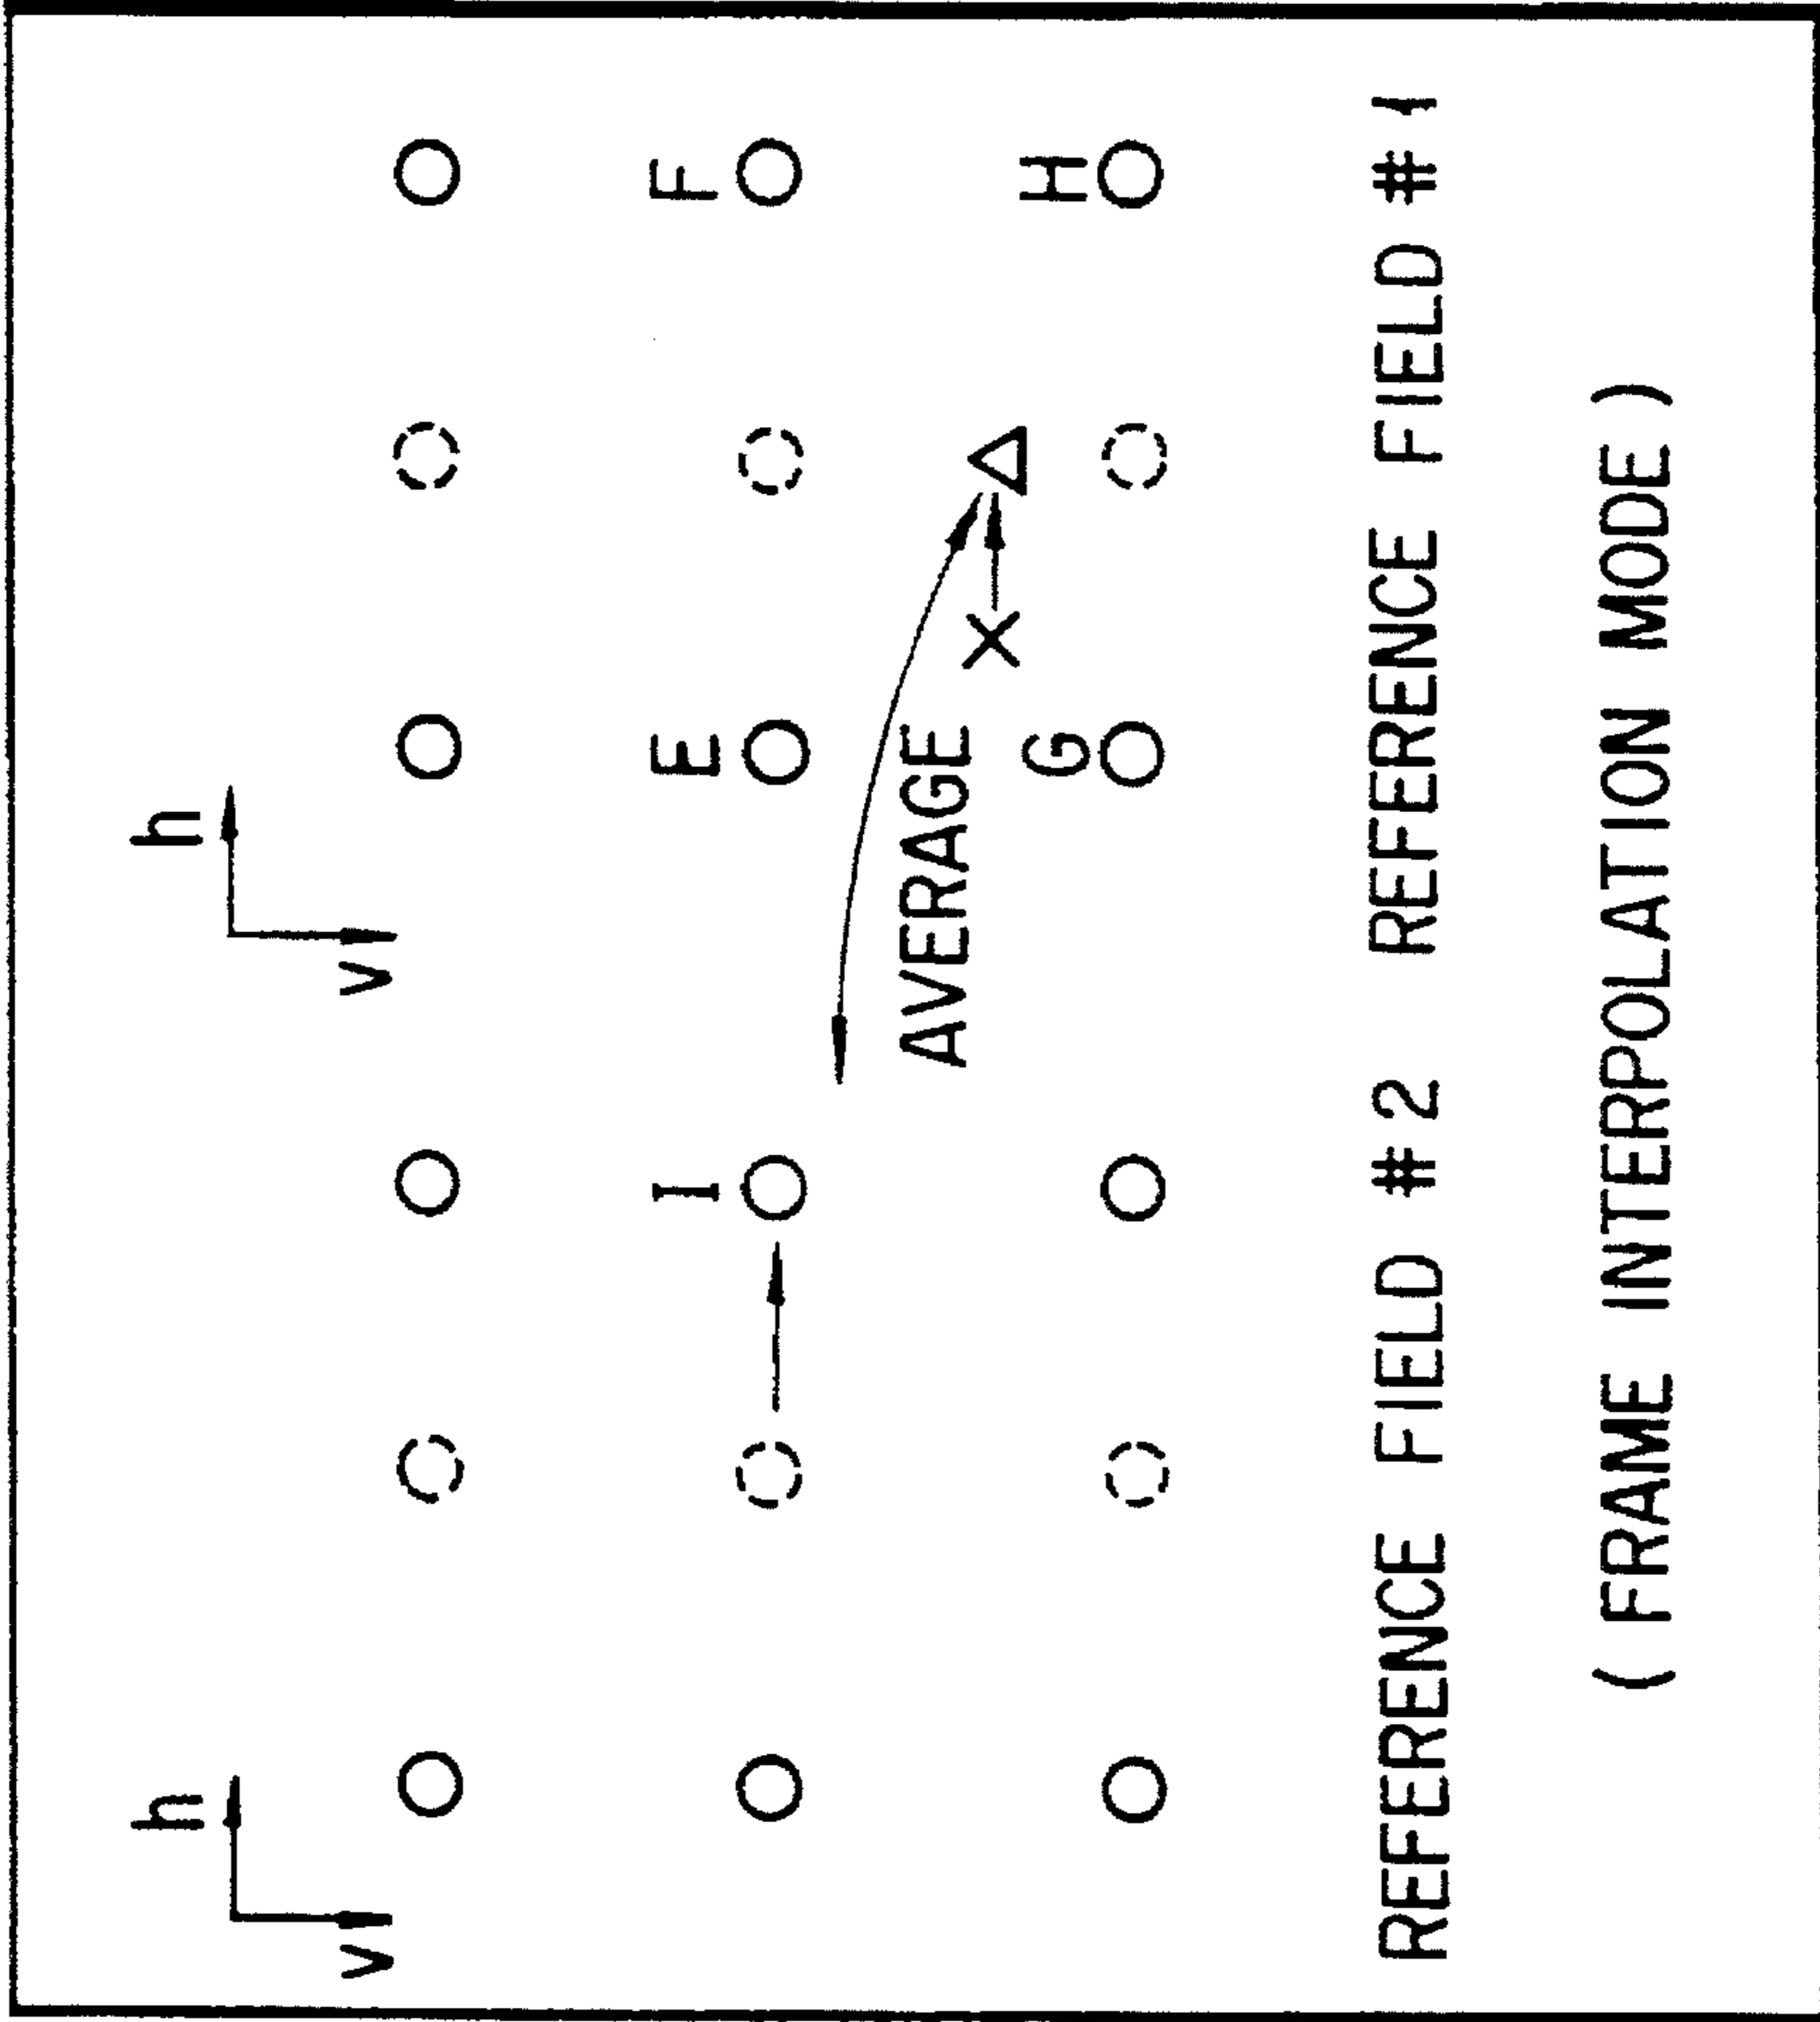 h h
v v
I E F
AVERAGE
X
G H
REFERENCE FIELD #2 REFERENCE FIELD #1
( FRAME INTERPOLATION MODE )